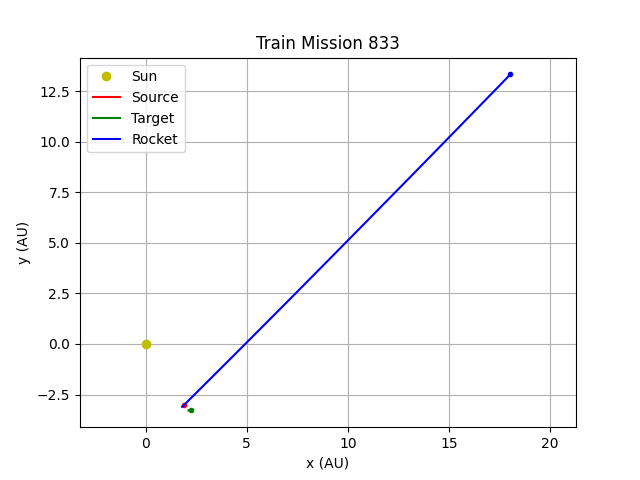 Train Mission 833
Sun
Source
Target
Rocket
12.5
10.0
7.5
5.0
2.5
0.0
−2.5
y (AU)
0 5 10 15 20
x (AU)